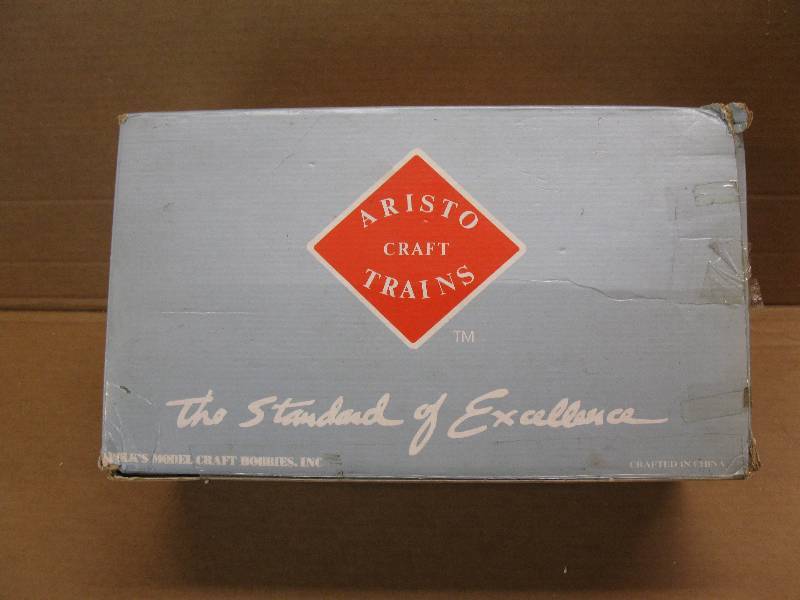 ARISTO
CRAFT
TRAINS
TM
The Standard of Excellence
MODEL CRAFT HOBBIES, INC
CRAFTED IN CHINA